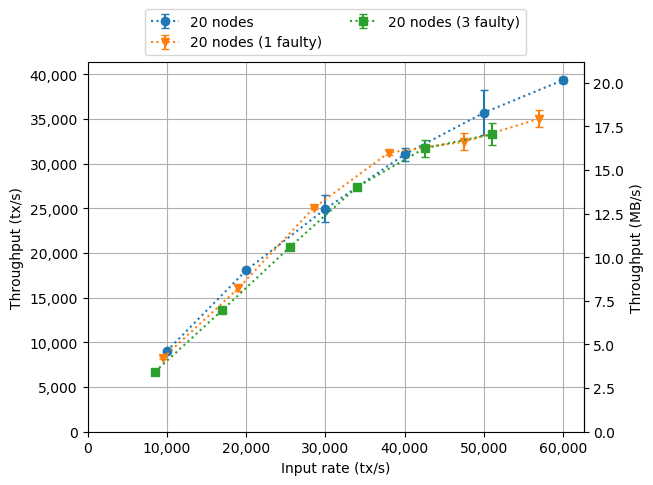 20 nodes
20 nodes (1 faulty)
20 nodes (3 faulty)
40,000
35,000
30,000
25,000
20,000
15,000
10,000
5,000
0
Throughput (tx/s)
20.0
17.5
15.0
12.5
10.0
7.5
5.0
2.5
0.0
Throughput (MB/s)
0 10,000 20,000 30,000 40,000 50,000 60,000
Input rate (tx/s)